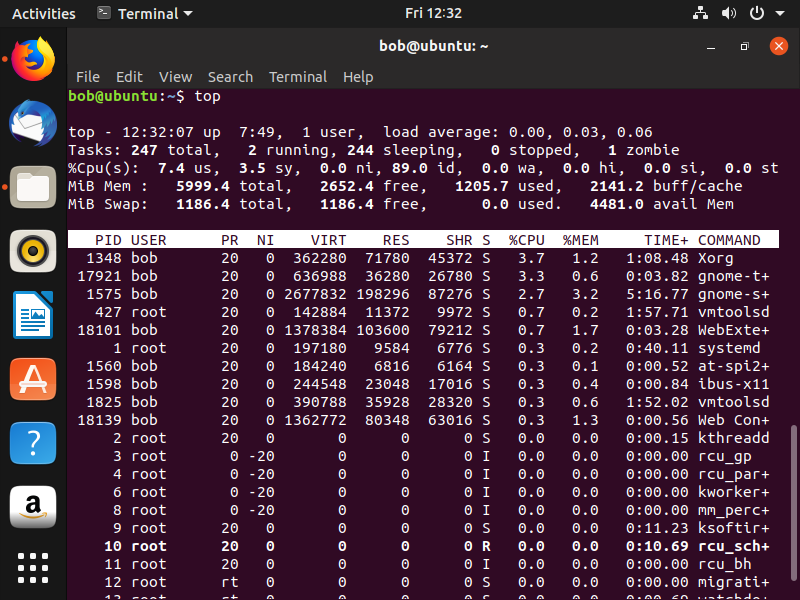 Activities Terminal Fri 12:32
bob@ubuntu: ~
File Edit View Search Terminal Help
bob@ubuntu:~$ top
top - 12:32:07 up  7:49,  1 user,  load average: 0.00, 0.03, 0.06
Tasks: 247 total,   2 running, 244 sleeping,   0 stopped,   1 zombie
%Cpu(s):  7.4 us,  3.5 sy,  0.0 ni, 89.0 id,  0.0 wa,  0.0 hi,  0.0 si,  0.0 st
MiB Mem :   5999.4 total,   2652.4 free,   1205.7 used,   2141.2 buff/cache
MiB Swap:   1186.4 total,   1186.4 free,      0.0 used.   4481.0 avail Mem
PID USER      PR  NI    VIRT    RES    SHR S  %CPU  %MEM     TIME+ COMMAND
1348 bob       20   0  362280  71780  45372 S   3.7   1.2   1:08.48 Xorg
17921 bob       20   0  636988  36280  26780 S   3.3   0.6   0:03.82 gnome-t+
1575 bob       20   0 2677832 198296  87276 S   2.7   3.2   5:16.77 gnome-s+
427 root      20   0  142884  11372   9972 S   0.7   0.2   1:57.71 vmtoolsd
18101 bob       20   0 1378384 103600  79212 S   0.7   1.7   0:03.28 WebExte+
1 root      20   0  197180   9584   6776 S   0.3   0.2   0:40.11 systemd
1560 bob       20   0  184240   6816   6164 S   0.3   0.1   0:00.52 at-spi2+
1598 bob       20   0  244548  23048  17016 S   0.3   0.4   0:00.84 ibus-x11
1825 bob       20   0  390788  35928  28320 S   0.3   0.6   1:52.02 vmtoolsd
18139 bob       20   0 1362772  80348  63016 S   0.3   1.3   0:00.56 Web Con+
2 root      20   0       0      0      0 S   0.0   0.0   0:00.15 kthreadd
3 root       0 -20       0      0      0 I   0.0   0.0   0:00.00 rcu_gp
4 root       0 -20       0      0      0 I   0.0   0.0   0:00.00 rcu_par+
6 root       0 -20       0      0      0 I   0.0   0.0   0:00.00 kworker+
8 root       0 -20       0      0      0 I   0.0   0.0   0:00.00 mm_perc+
9 root      20   0       0      0      0 S   0.0   0.0   0:11.23 ksoftir+
10 root      20   0       0      0      0 R   0.0   0.0   0:10.69 rcu_sch+
11 root      20   0       0      0      0 I   0.0   0.0   0:00.00 rcu_bh
12 root      rt   0       0      0      0 S   0.0   0.0   0:00.00 migrati+